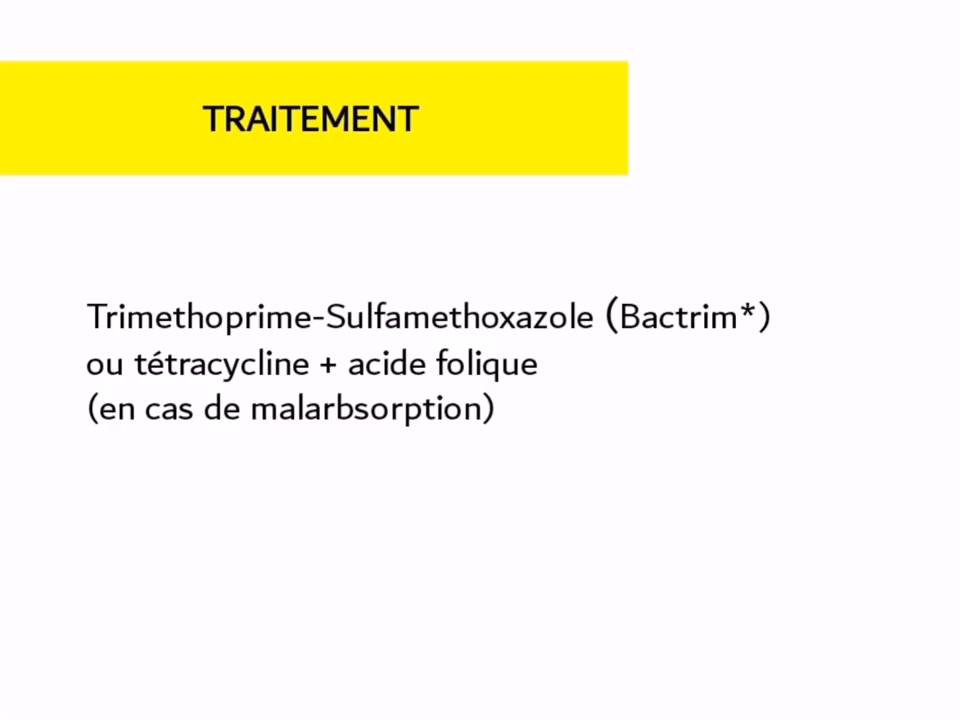 TRAITEMENT
Trimethoprime-Sulfamethoxazole (Bactrim*)
ou tétracycline + acide folique
(en cas de malarbsorption)